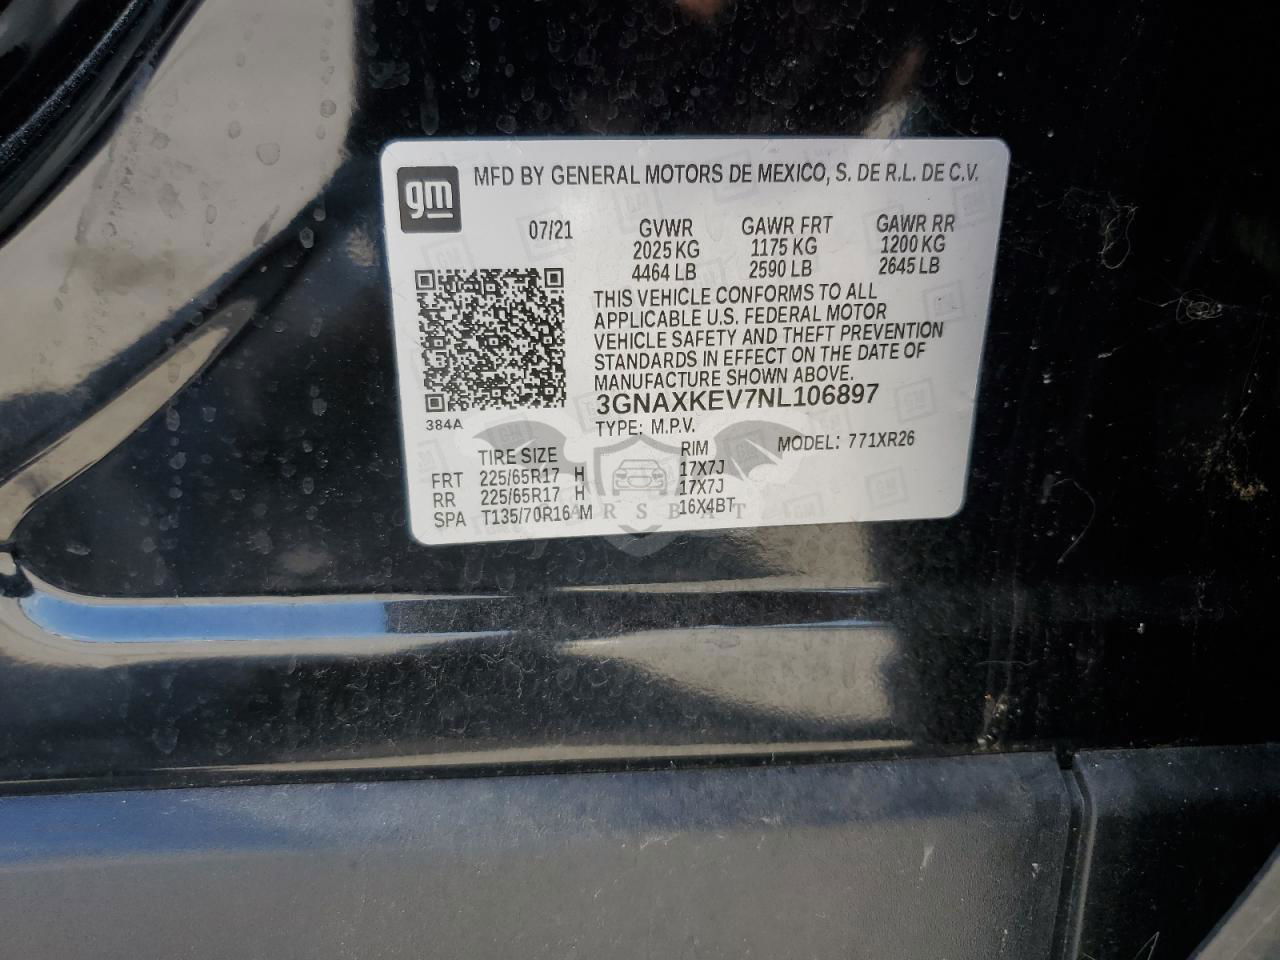 gm
MFD BY GENERAL MOTORS DE MEXICO, S. DE R.L. DE C.V.
07/21 GVWR GAWR FRT GAWR RR
2025 KG 1175 KG 1200 KG
4464 LB 2590 LB 2645 LB
THIS VEHICLE CONFORMS TO ALL
APPLICABLE U.S. FEDERAL MOTOR
VEHICLE SAFETY AND THEFT PREVENTION
STANDARDS IN EFFECT ON THE DATE OF
MANUFACTURE SHOWN ABOVE.
3GNAXKEV7NL106897
384A
TYPE: M.P.V. MODEL: 771XR26
TIRE SIZE RIM
FRT 225/65R17 H 17X7J
RR 225/65R17 H 17X7J
SPA T135/70R16 M 16X4BT
ARSBAT